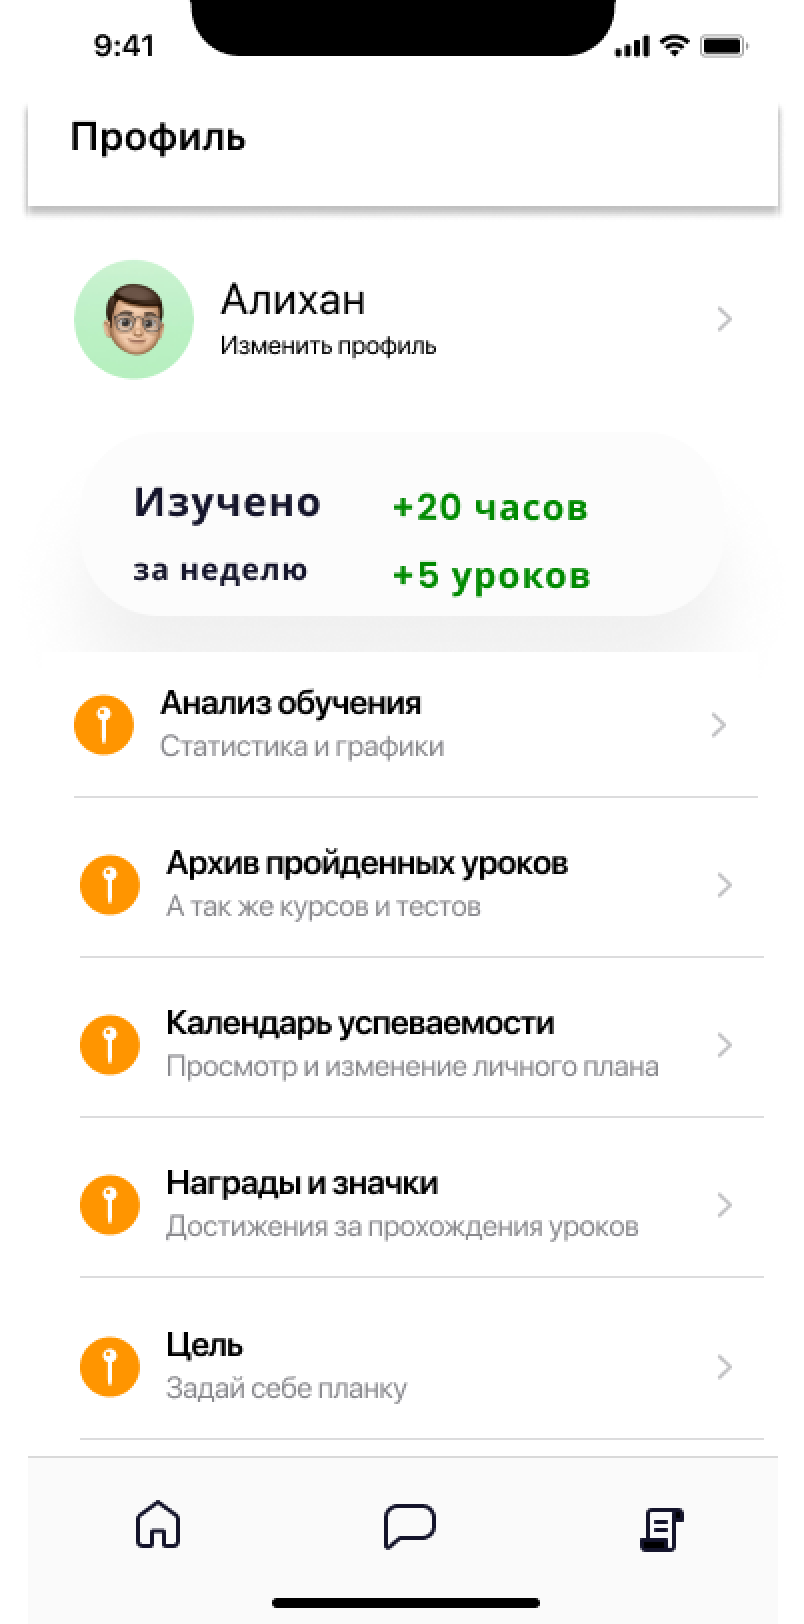 9:41
Профиль
Алихан
Изменить профиль
Изучено
+20 часов
за неделю
+5 уроков
Анализ обучения
Статистика и графики
Архив пройденных уроков
А так же курсов и тестов
Календарь успеваемости
Просмотр и изменение личного плана
Награды и значки
Достижения за прохождения уроков
Цель
Задай себе планку